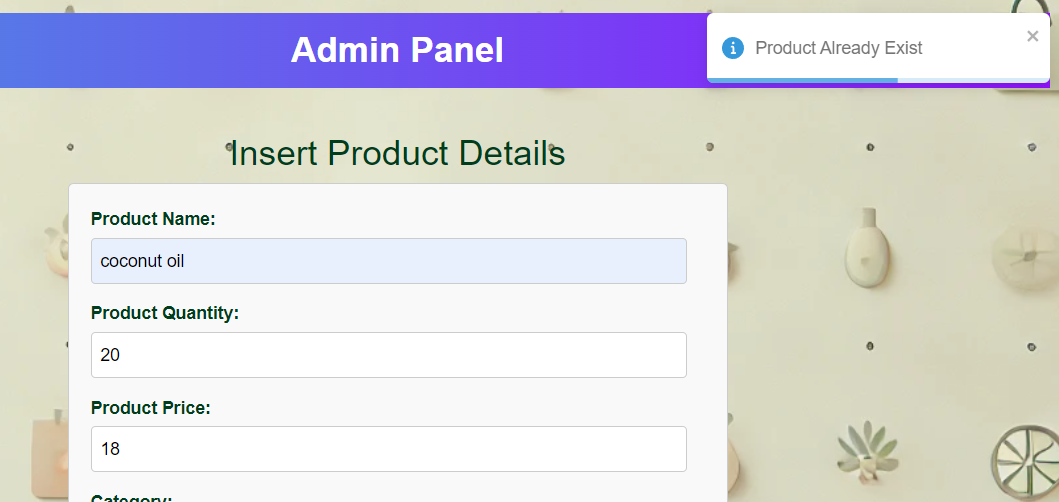 Admin Panel
Product Already Exist
Insert Product Details
Product Name:
coconut oil
Product Quantity:
20
Product Price:
18
Category: